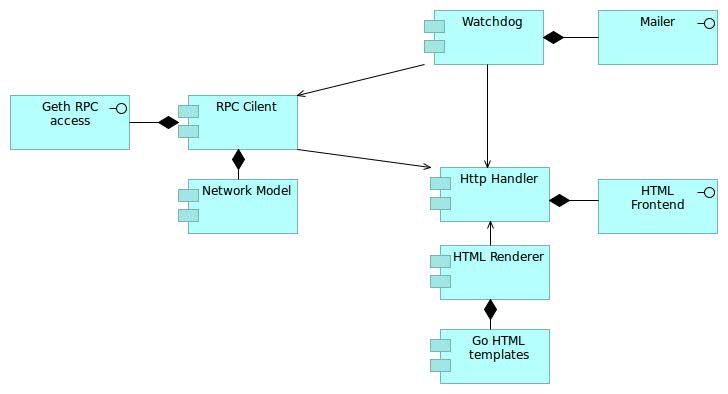 Watchdog
Mailer
Geth RPC
access
RPC Cilent
Network Model
Http Handler
HTML
Frontend
HTML Renderer
Go HTML
templates